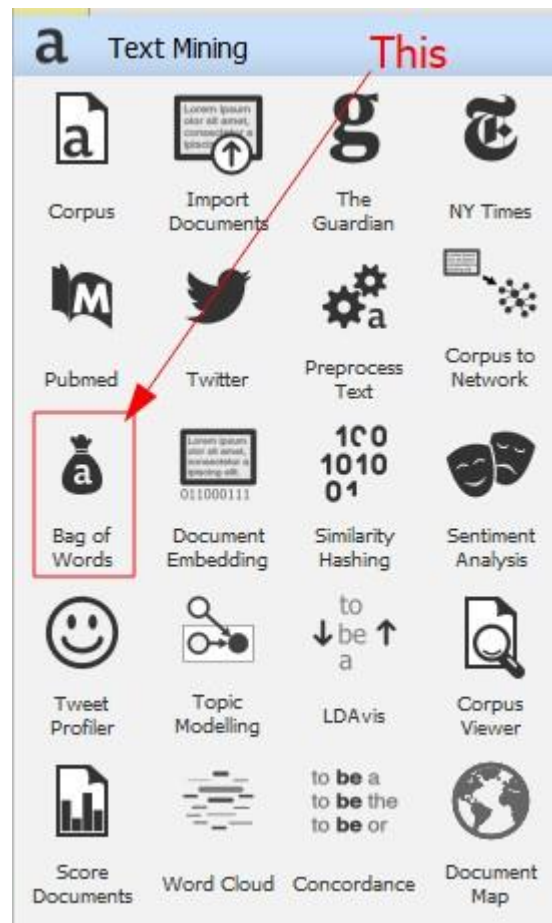 a Text Mining This
a
Lorem ipsum
olor sit amet,
consectetur a
ipiscing
g
T
Corpus
Import
Documents
The
Guardian
NY Times
M
a
Pubmed
Twitter
Preprocess
Text
Corpus to
Network
a
Lorem ipsum
olor sit amet,
consectetur a
ipiscing elit.
011000111
100
1010
01
Bag of
Words
Document
Embedding
Similarity
Hashing
Sentiment
Analysis
to
be
a
Tweet
Profiler
Topic
Modelling
LDAvis
Corpus
Viewer
to be a
to be the
to be or
Score
Documents
Word Cloud
Concordance
Document
Map